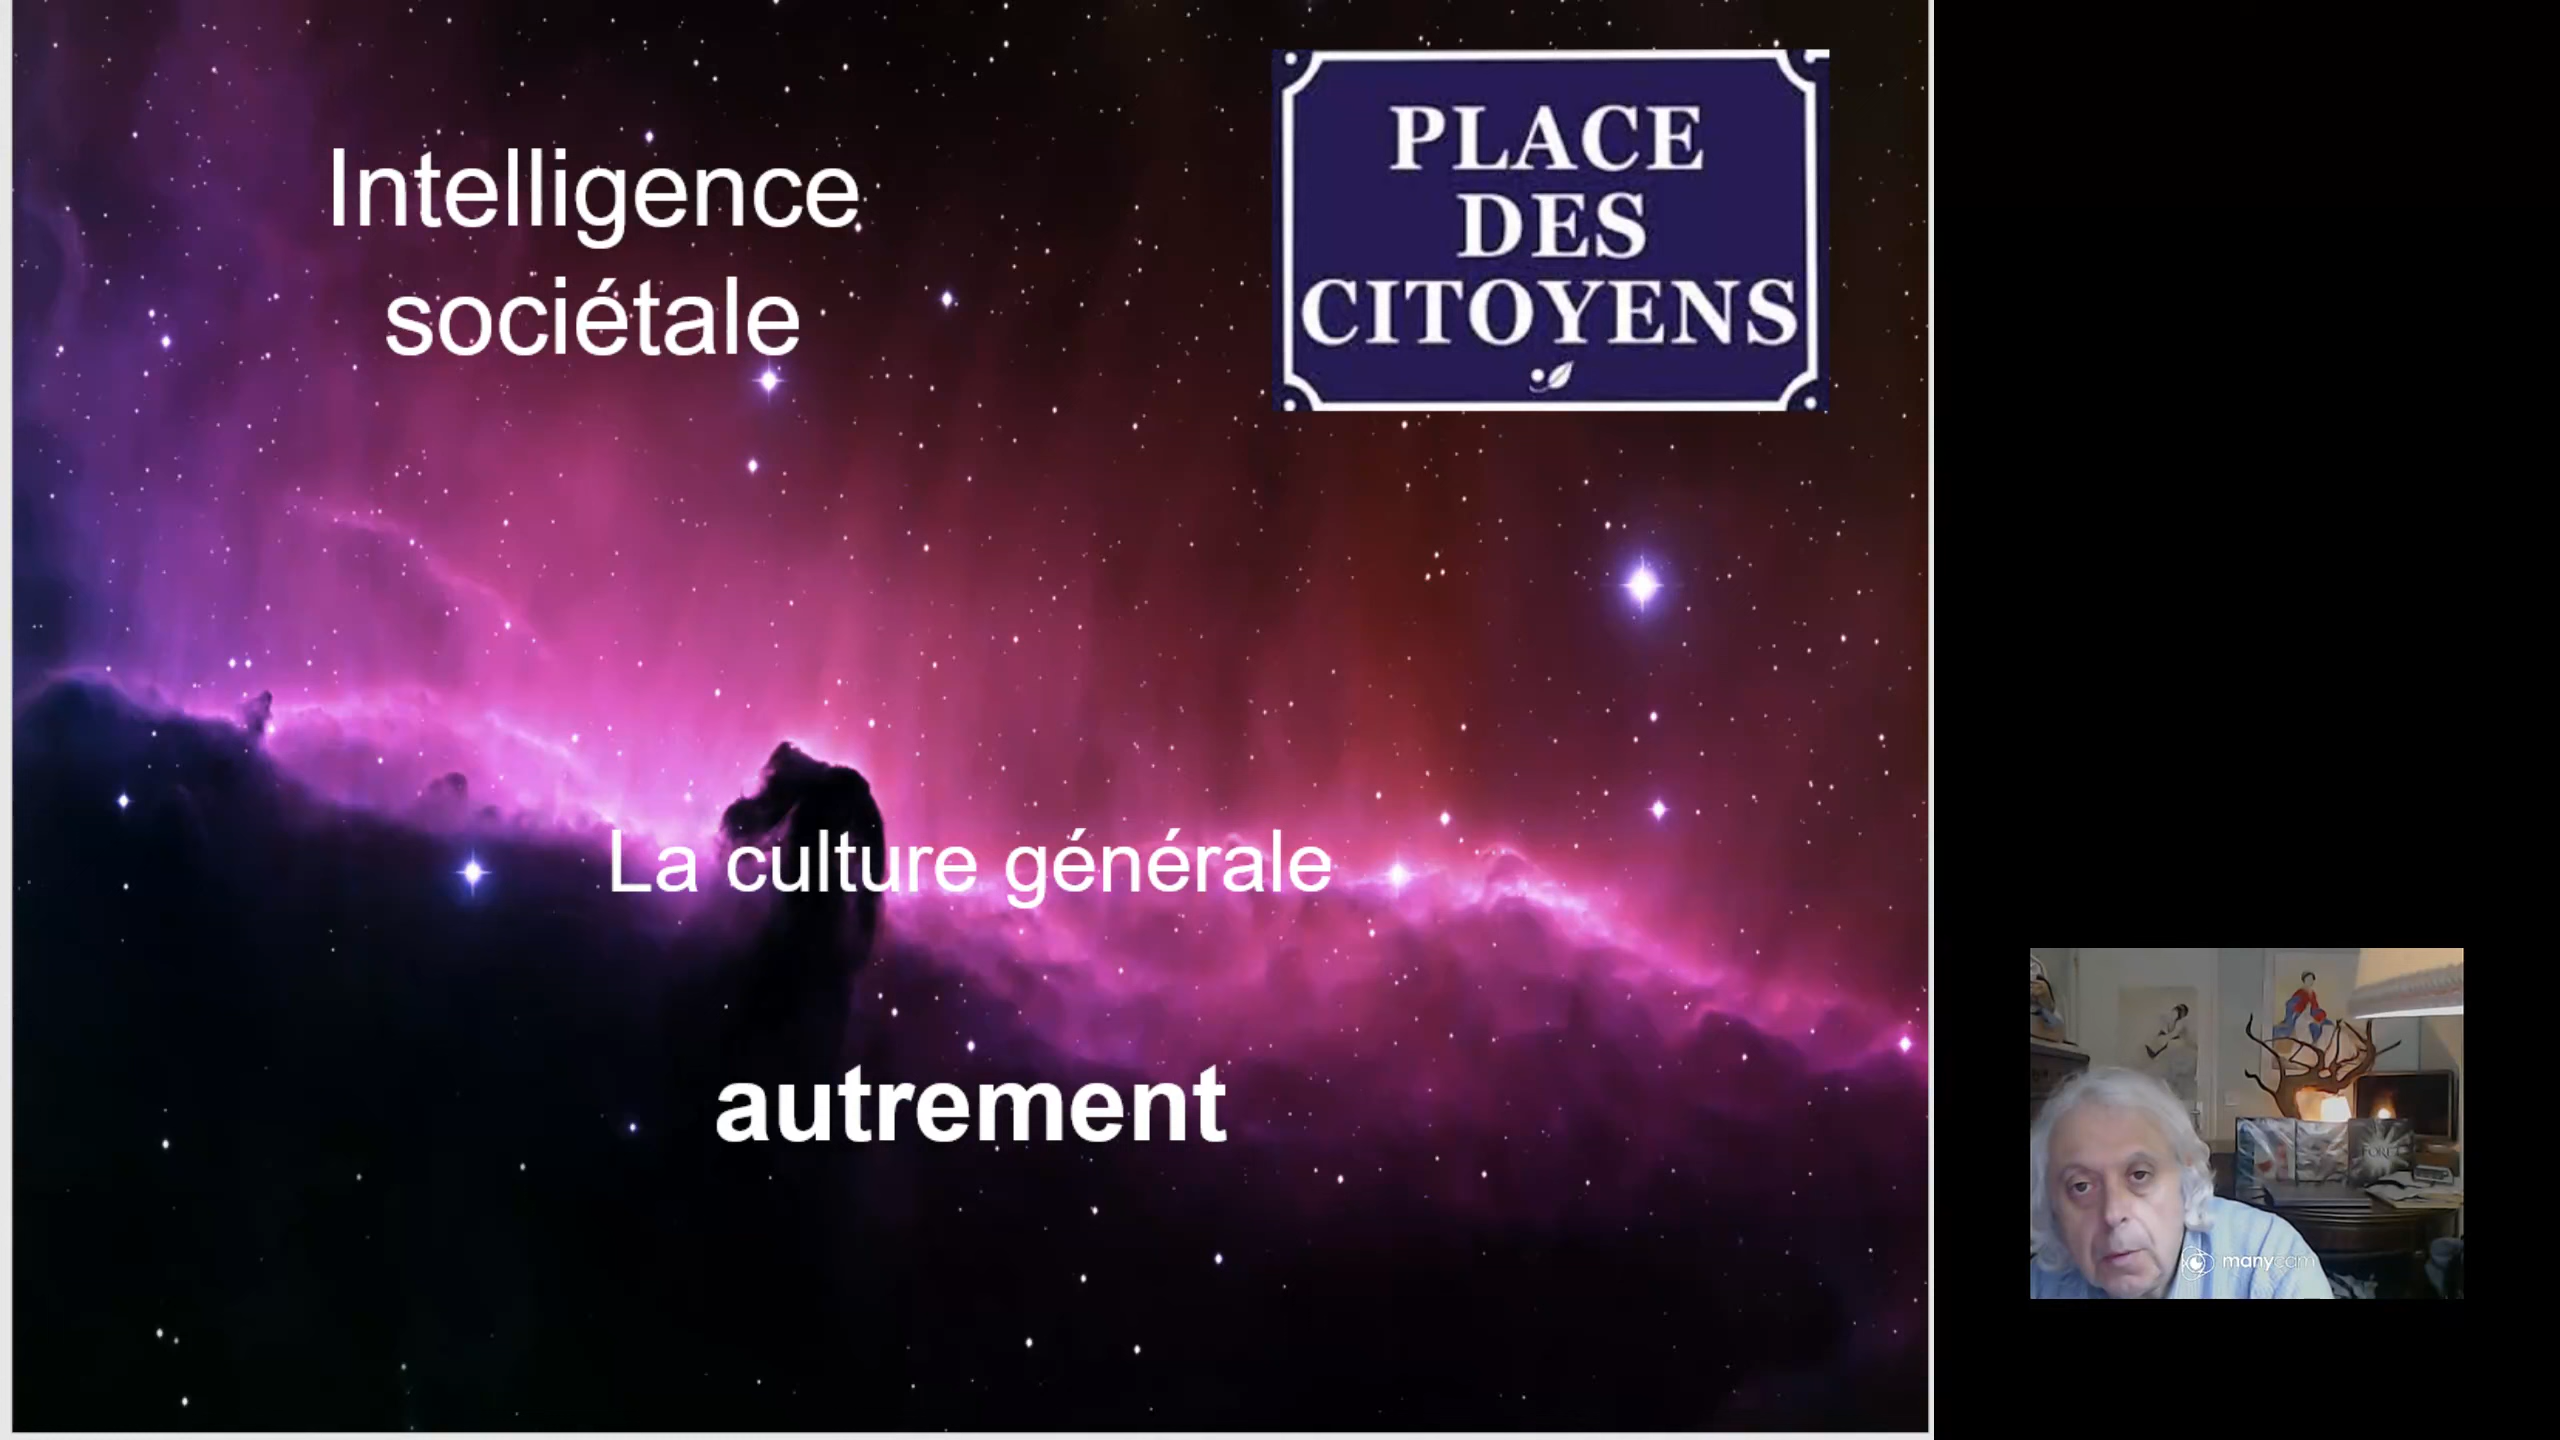 Intelligence
sociétale
PLACE
DES
CITOYENS
La culture générale
autrement
manycam